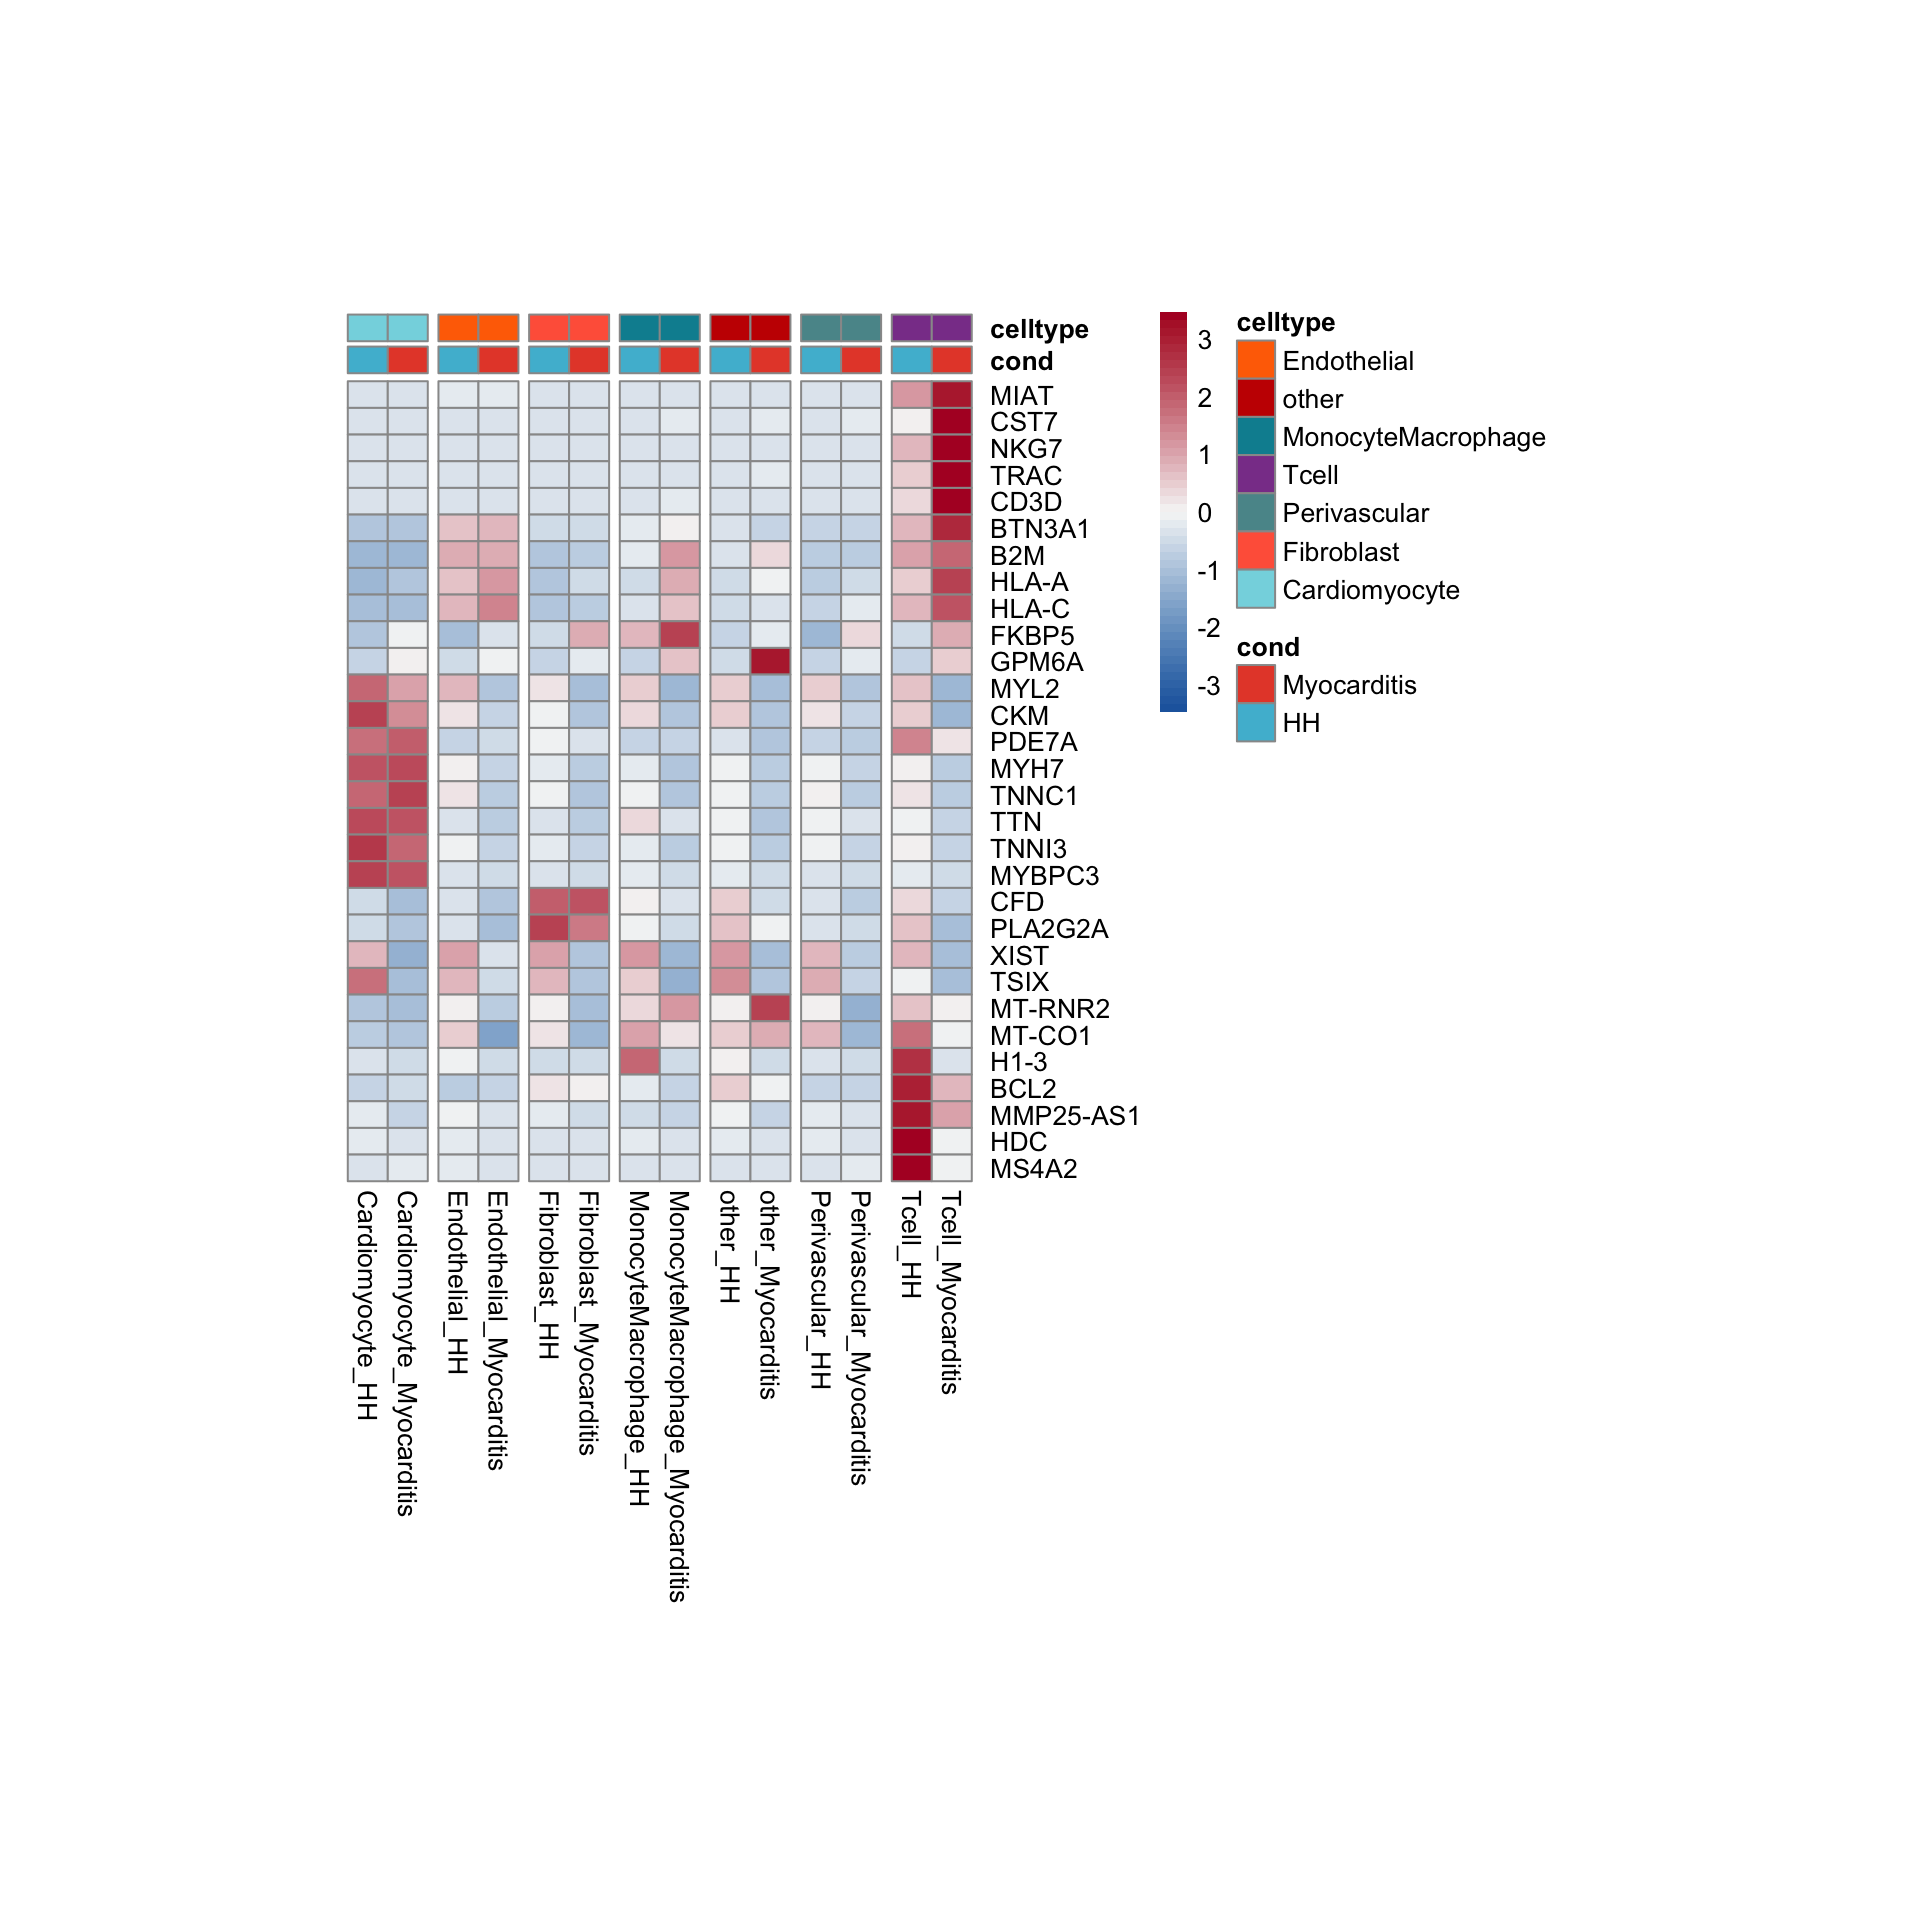 celltype
cond
MIAT
CST7
NKG7
TRAC
CD3D
BTN3A1
B2M
HLA-A
HLA-C
FKBP5
GPM6A
MYL2
CKM
PDE7A
MYH7
TNNC1
TTN
TNNI3
MYBPC3
CFD
PLA2G2A
XIST
TSIX
MT-RNR2
MT-CO1
H1-3
BCL2
MMP25-AS1
HDC
MS4A2
Cardiomyocyte_HH
Cardiomyocyte_Myocarditis
Endothelial_HH
Endothelial_Myocarditis
Fibroblast_HH
Fibroblast_Myocarditis
MonocyteMacrophage_HH
MonocyteMacrophage_Myocarditis
other_HH
other_Myocarditis
Perivascular_HH
Perivascular_Myocarditis
Tcell_HH
Tcell_Myocarditis
3
2
1
0
-1
-2
-3
celltype
Endothelial
other
MonocyteMacrophage
Tcell
Perivascular
Fibroblast
Cardiomyocyte
cond
Myocarditis
HH